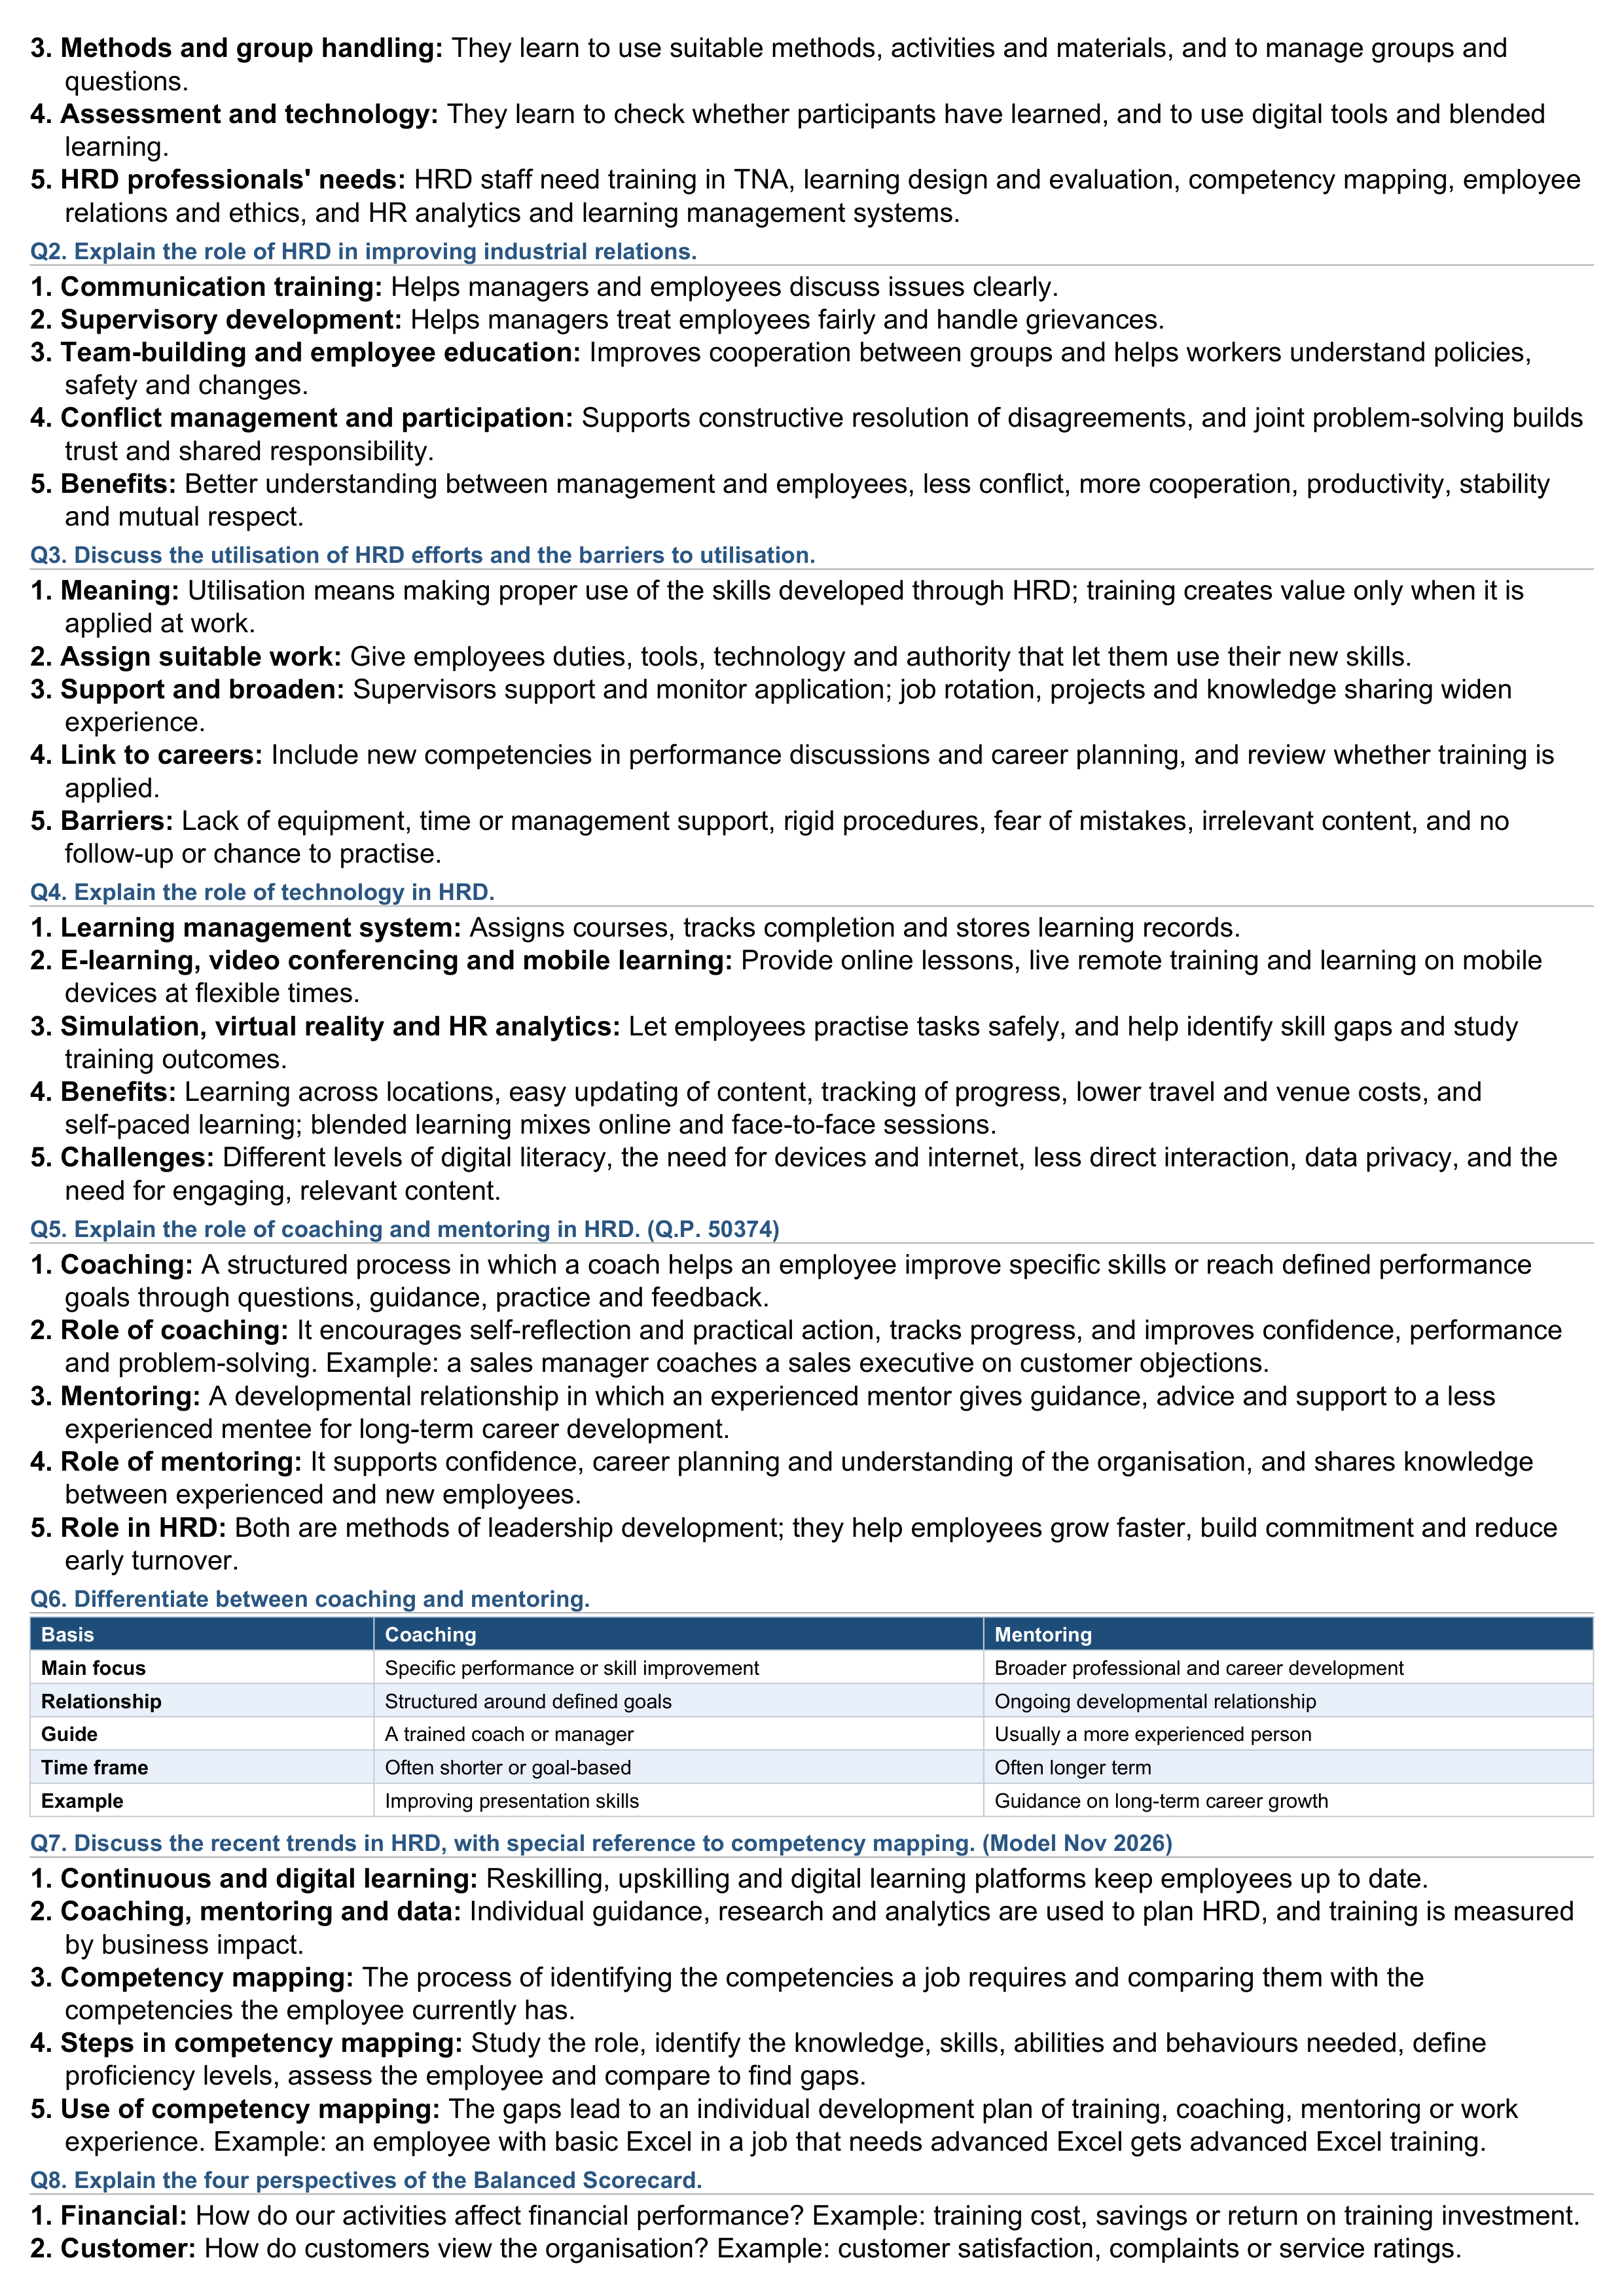 3. Methods and group handling: They learn to use suitable methods, activities and materials, and to manage groups and
questions.
4. Assessment and technology: They learn to check whether participants have learned, and to use digital tools and blended
learning.
5. HRD professionals' needs: HRD staff need training in TNA, learning design and evaluation, competency mapping, employee
relations and ethics, and HR analytics and learning management systems.
Q2. Explain the role of HRD in improving industrial relations.
1. Communication training: Helps managers and employees discuss issues clearly.
2. Supervisory development: Helps managers treat employees fairly and handle grievances.
3. Team-building and employee education: Improves cooperation between groups and helps workers understand policies,
safety and changes.
4. Conflict management and participation: Supports constructive resolution of disagreements, and joint problem-solving builds
trust and shared responsibility.
5. Benefits: Better understanding between management and employees, less conflict, more cooperation, productivity, stability
and mutual respect.
Q3. Discuss the utilisation of HRD efforts and the barriers to utilisation.
1. Meaning: Utilisation means making proper use of the skills developed through HRD; training creates value only when it is
applied at work.
2. Assign suitable work: Give employees duties, tools, technology and authority that let them use their new skills.
3. Support and broaden: Supervisors support and monitor application; job rotation, projects and knowledge sharing widen
experience.
4. Link to careers: Include new competencies in performance discussions and career planning, and review whether training is
applied.
5. Barriers: Lack of equipment, time or management support, rigid procedures, fear of mistakes, irrelevant content, and no
follow-up or chance to practise.
Q4. Explain the role of technology in HRD.
1. Learning management system: Assigns courses, tracks completion and stores learning records.
2. E-learning, video conferencing and mobile learning: Provide online lessons, live remote training and learning on mobile
devices at flexible times.
3. Simulation, virtual reality and HR analytics: Let employees practise tasks safely, and help identify skill gaps and study
training outcomes.
4. Benefits: Learning across locations, easy updating of content, tracking of progress, lower travel and venue costs, and
self-paced learning; blended learning mixes online and face-to-face sessions.
5. Challenges: Different levels of digital literacy, the need for devices and internet, less direct interaction, data privacy, and the
need for engaging, relevant content.
Q5. Explain the role of coaching and mentoring in HRD. (Q.P. 50374)
1. Coaching: A structured process in which a coach helps an employee improve specific skills or reach defined performance
goals through questions, guidance, practice and feedback.
2. Role of coaching: It encourages self-reflection and practical action, tracks progress, and improves confidence, performance
and problem-solving. Example: a sales manager coaches a sales executive on customer objections.
3. Mentoring: A developmental relationship in which an experienced mentor gives guidance, advice and support to a less
experienced mentee for long-term career development.
4. Role of mentoring: It supports confidence, career planning and understanding of the organisation, and shares knowledge
between experienced and new employees.
5. Role in HRD: Both are methods of leadership development; they help employees grow faster, build commitment and reduce
early turnover.
Q6. Differentiate between coaching and mentoring.
Basis Coaching Mentoring
Main focus Specific performance or skill improvement Broader professional and career development
Relationship Structured around defined goals Ongoing developmental relationship
Guide A trained coach or manager Usually a more experienced person
Time frame Often shorter or goal-based Often longer term
Example Improving presentation skills Guidance on long-term career growth
Q7. Discuss the recent trends in HRD, with special reference to competency mapping. (Model Nov 2026)
1. Continuous and digital learning: Reskilling, upskilling and digital learning platforms keep employees up to date.
2. Coaching, mentoring and data: Individual guidance, research and analytics are used to plan HRD, and training is measured
by business impact.
3. Competency mapping: The process of identifying the competencies a job requires and comparing them with the
competencies the employee currently has.
4. Steps in competency mapping: Study the role, identify the knowledge, skills, abilities and behaviours needed, define
proficiency levels, assess the employee and compare to find gaps.
5. Use of competency mapping: The gaps lead to an individual development plan of training, coaching, mentoring or work
experience. Example: an employee with basic Excel in a job that needs advanced Excel gets advanced Excel training.
Q8. Explain the four perspectives of the Balanced Scorecard.
1. Financial: How do our activities affect financial performance? Example: training cost, savings or return on training investment.
2. Customer: How do customers view the organisation? Example: customer satisfaction, complaints or service ratings.